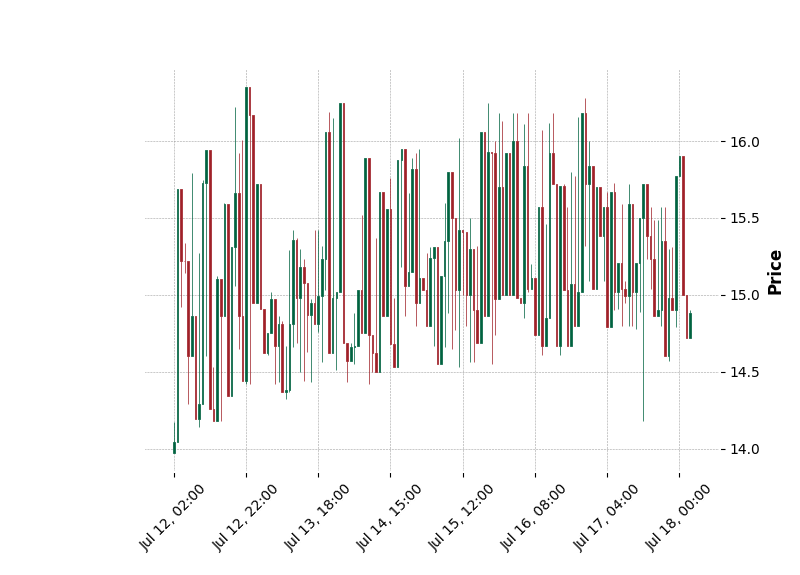 16.0
15.5
15.0
14.5
14.0
Price
Jul 12, 02:00
Jul 12, 22:00
Jul 13, 18:00
Jul 14, 15:00
Jul 15, 12:00
Jul 16, 08:00
Jul 17, 04:00
Jul 18, 00:00